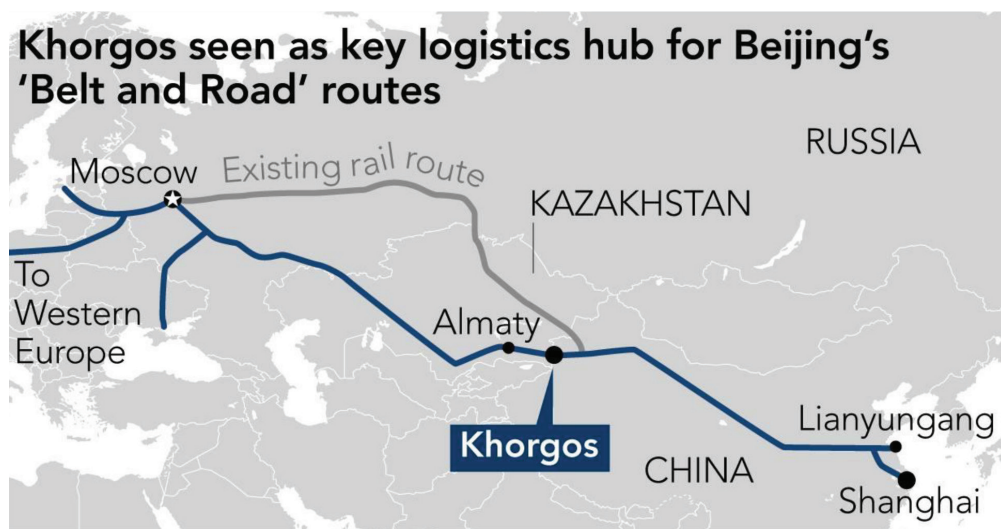 Khorgos seen as key logistics hub for Beijing's
'Belt and Road' routes
RUSSIA
Moscow
Existing rail route
KAZAKHSTAN
To
Western
Europe
Almaty
Khorgos
Lianyungang
CHINA
Shanghai